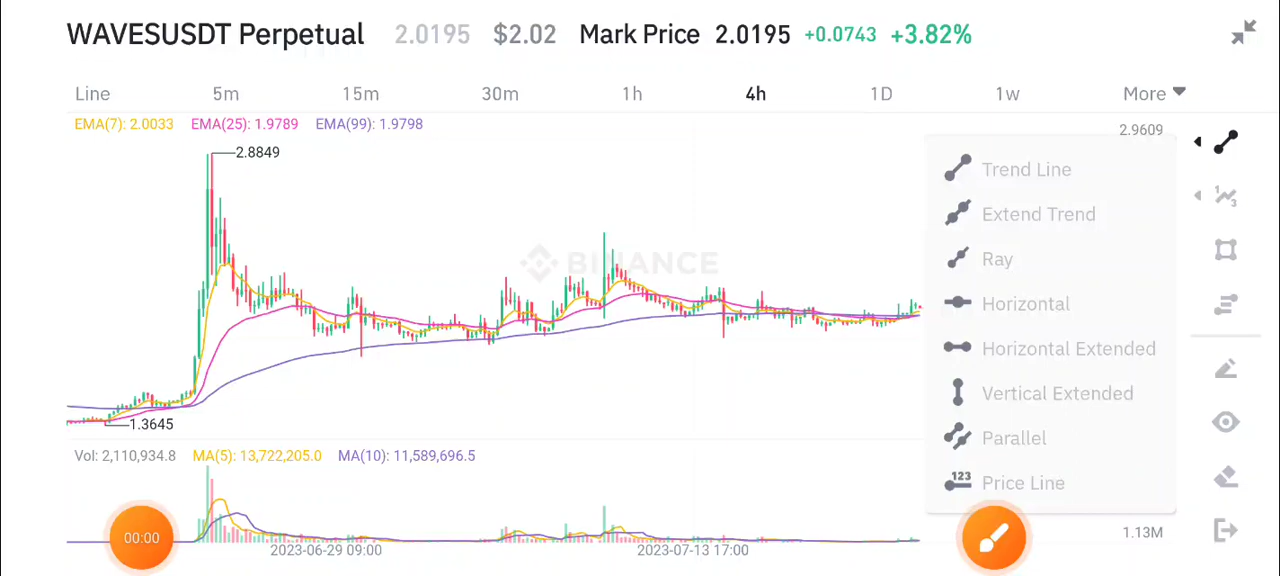 WAVESUSDT Perpetual 2.0195 $2.02 Mark Price 2.0195 +0.0743 +3.82%
Line 5m 15m 30m 1h 4h 1D 1w More
EMA(7): 2.0033 EMA(25): 1.9789 EMA(99): 1.9798
2.9609
2.8849
Trend Line
Extend Trend
Ray
BINANCE
Horizontal
Horizontal Extended
Vertical Extended
1.3645
Parallel
Vol: 2,110,934.8 MA(5): 13,722,205.0 MA(10): 11,589,696.5
123 Price Line
1.13M
00:00
2023-06-29 09:00 2023-07-13 17:00